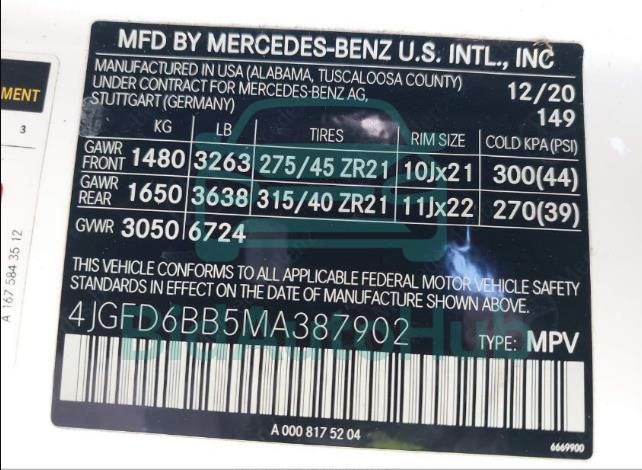 MFD BY MERCEDES-BENZ U.S. INTL., INC
MANUFACTURED IN USA (ALABAMA, TUSCALOOSA COUNTY)
UNDER CONTRACT FOR MERCEDES-BENZ AG,
STUTTGART (GERMANY)
12/20
149
KG LB TIRES RIM SIZE COLD KPA (PSI)
GAWR FRONT 1480 3263 275/45 ZR21 10Jx21 300(44)
GAWR REAR 1650 3638 315/40 ZR21 11Jx22 270(39)
GWR 3050 6724
THIS VEHICLE CONFORMS TO ALL APPLICABLE FEDERAL MOTOR VEHICLE SAFETY
STANDARDS IN EFFECT ON THE DATE OF MANUFACTURE SHOWN ABOVE.
4JGFD6BB5MA387902
TYPE: MPV
A 000 817 52 04
6669900
MENT
3
A 167 584 35 12
BidAutoHub